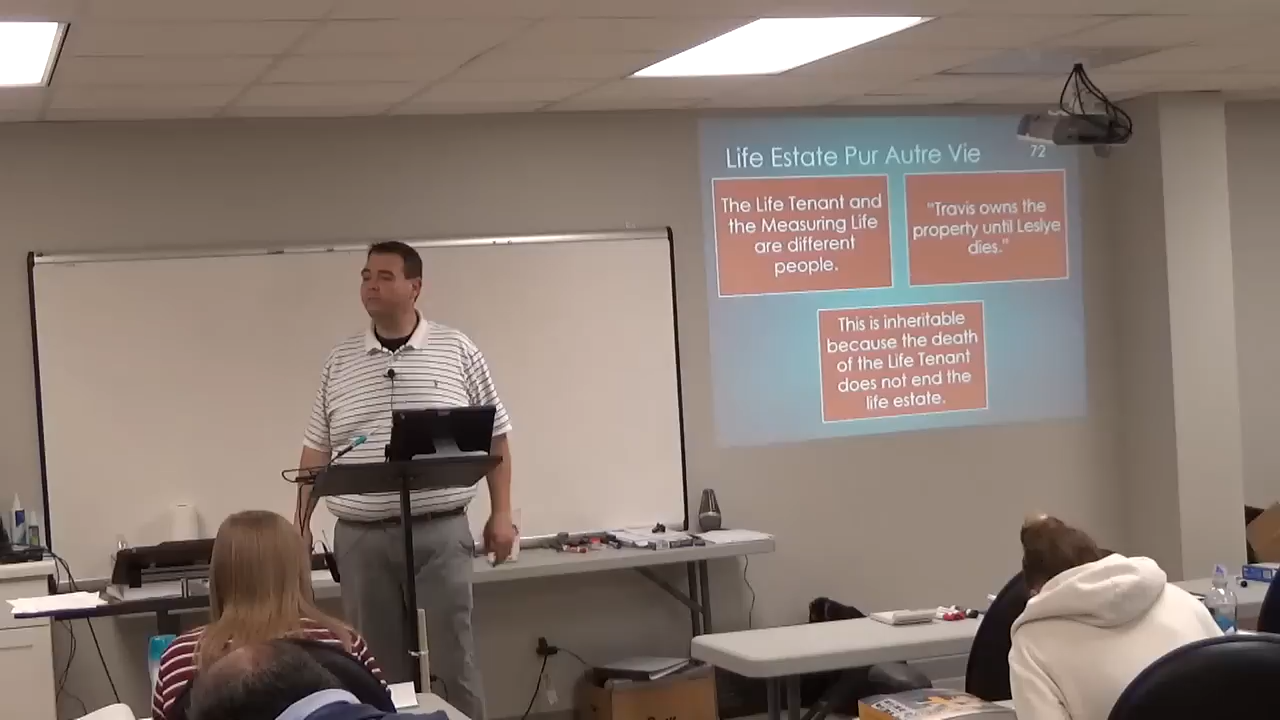 Life Estate Pur Autre Vie
72
The Life Tenant and
the Measuring Life
are different
people.
"Travis owns the
property until Leslye
dies."
This is inheritable
because the death
of the Life Tenant
does not end the
life estate.